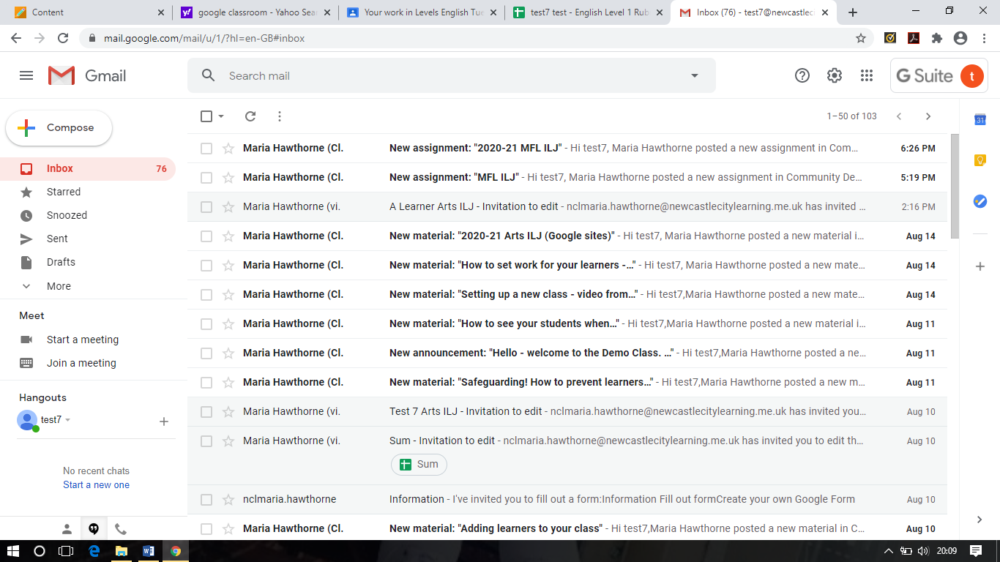 Content
google classroom - Yahoo Sear
Your work in Levels English Tue
test7 test - English Level 1 Rub
Inbox (76) - test7@newcastleci
mail.google.com/mail/u/1/?hl=en-GB#inbox
Gmail
Search mail
G Suite
t
Compose
1–50 of 103
31
Inbox 76
Starred
Snoozed
Sent
Drafts
More
Meet
Start a meeting
Join a meeting
Hangouts
test7
No recent chats
Start a new one
Maria Hawthorne (Cl. New assignment: "2020-21 MFL ILJ" - Hi test7, Maria Hawthorne posted a new assignment in Com… 6:26 PM
Maria Hawthorne (Cl. New assignment: "MFL ILJ" - Hi test7, Maria Hawthorne posted a new assignment in Community De… 5:19 PM
Maria Hawthorne (vi. A Learner Arts ILJ - Invitation to edit - nclmaria.hawthorne@newcastlecitylearning.me.uk has invited … 2:16 PM
Maria Hawthorne (Cl. New material: "2020-21 Arts ILJ (Google sites)" - Hi test7, Maria Hawthorne posted a new material i… Aug 14
Maria Hawthorne (Cl. New material: "How to set work for your learners -…" - Hi test7, Maria Hawthorne posted a new mate… Aug 14
Maria Hawthorne (Cl. New material: "Setting up a new class - video from…" - Hi test7,Maria Hawthorne posted a new mate… Aug 14
Maria Hawthorne (Cl. New material: "How to see your students when…" - Hi test7,Maria Hawthorne posted a new material i… Aug 11
Maria Hawthorne (Cl. New announcement: "Hello - welcome to the Demo Class. …" - Hi test7,Maria Hawthorne posted a ne… Aug 11
Maria Hawthorne (Cl. New material: "Safeguarding! How to prevent learners…" - Hi test7,Maria Hawthorne posted a new m… Aug 11
Maria Hawthorne (vi. Test 7 Arts ILJ - Invitation to edit - nclmaria.hawthorne@newcastlecitylearning.me.uk has invited you… Aug 10
Maria Hawthorne (vi. Sum - Invitation to edit - nclmaria.hawthorne@newcastlecitylearning.me.uk has invited you to edit th… Aug 10
Sum
nclmaria.hawthorne Information - I've invited you to fill out a form:Information Fill out formCreate your own Google Form Aug 10
Maria Hawthorne (Cl. New material: "Adding learners to your class" - Hi test7,Maria Hawthorne posted a new material in C… Aug 10
20:09